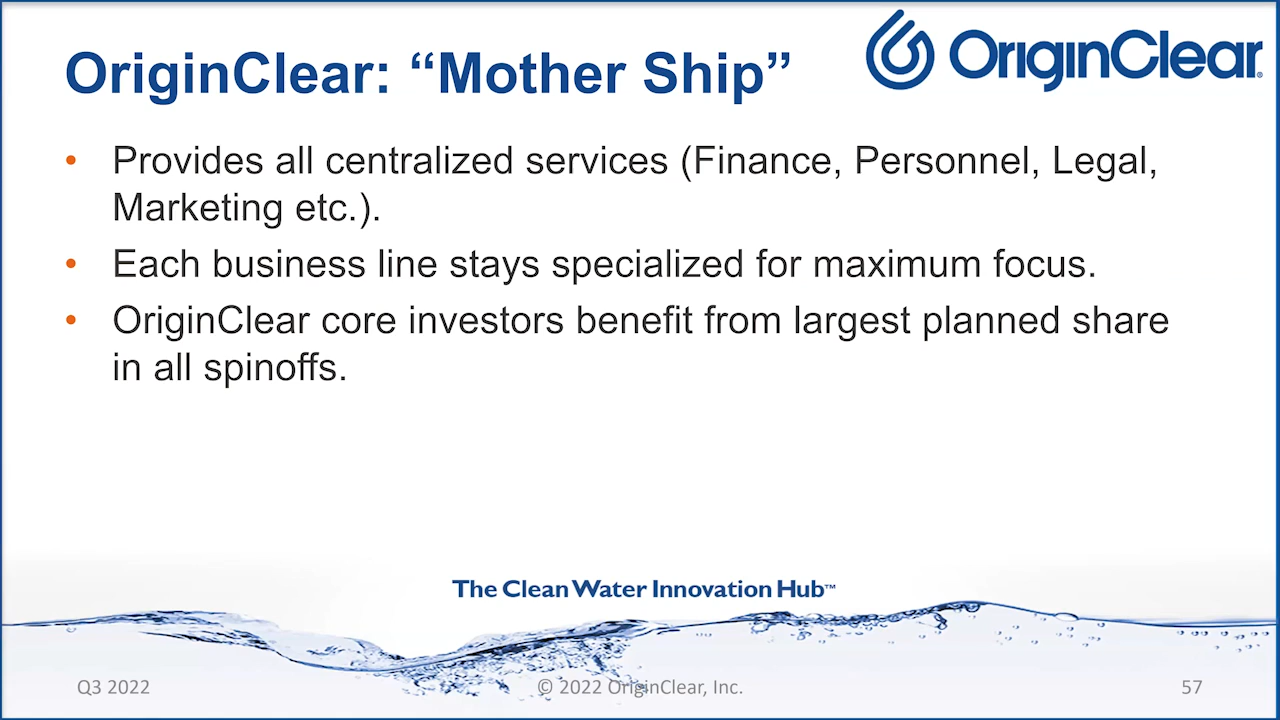 OriginClear: “Mother Ship”
OriginClear®
• Provides all centralized services (Finance, Personnel, Legal,
Marketing etc.).
• Each business line stays specialized for maximum focus.
• OriginClear core investors benefit from largest planned share
in all spinoffs.
The Clean Water Innovation Hub™
Q3 2022
© 2022 OriginClear, Inc.
57